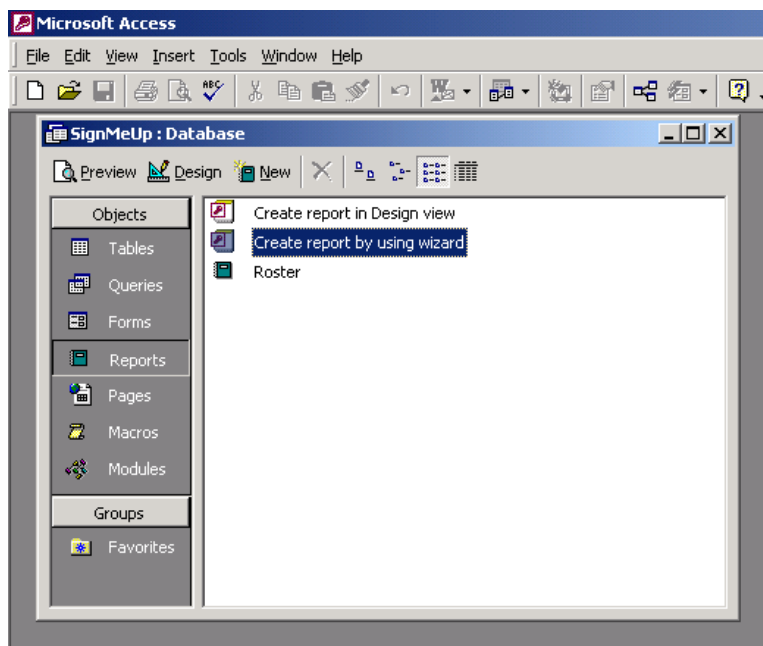 Microsoft Access
File Edit View Insert Tools Window Help
ABC
SignMeUp : Database
Preview Design New
Objects
Tables
Queries
Forms
Reports
Pages
Macros
Modules
Groups
Favorites
Create report in Design view
Create report by using wizard
Roster